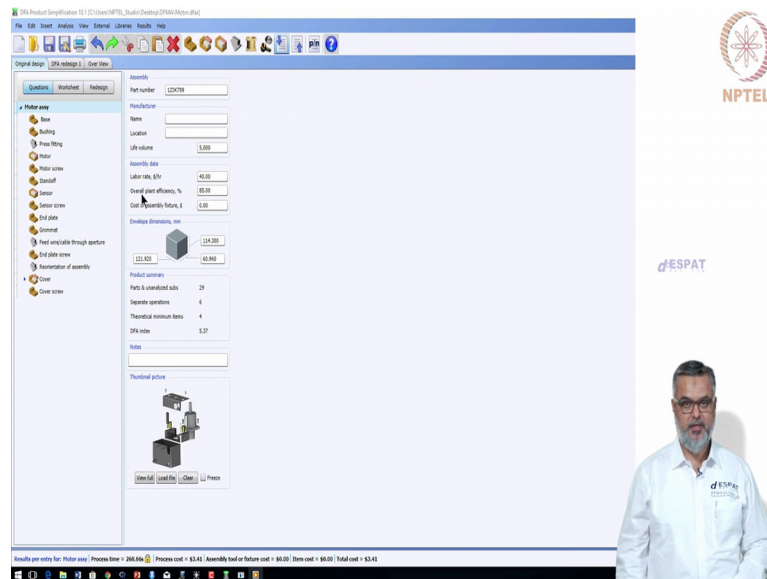 DFA Product Simplification 10.1 [C:\Users\NPTEL_Studio\Desktop\DFMA\Motor.dfax]
File Edit Insert Analysis View External Libraries Results Help
Original design DFA redesign 1 Over View
Questions Worksheet Redesign
Motor assy
Base
Bushing
Press fitting
Motor
Motor screw
Standoff
Sensor
Sensor screw
End plate
Grommet
Feed wire/cable through aperture
End plate screw
Reorientation of assembly
Cover
Cover screw
Assembly
Part number 123K789
Manufacturer
Name
Location
Life volume 5,000
Assembly data
Labor rate, $/hr 40.00
Overall plant efficiency, % 85.00
Cost of assembly fixture, $ 0.00
Envelope dimensions, mm
114.300
121.920 60.960
Product summary
Parts & unanalyzed subs 29
Separate operations 6
Theoretical minimum items 4
DFA index 5.37
Notes
Thumbnail picture
View full Load file Clear Freeze
Results per entry for: Motor assy Process time = 260.66s Process cost = $3.41 Assembly tool or fixture cost = $0.00 Item cost = $0.00 Total cost = $3.41
NPTEL
d'ESPAT
d'ESPAT